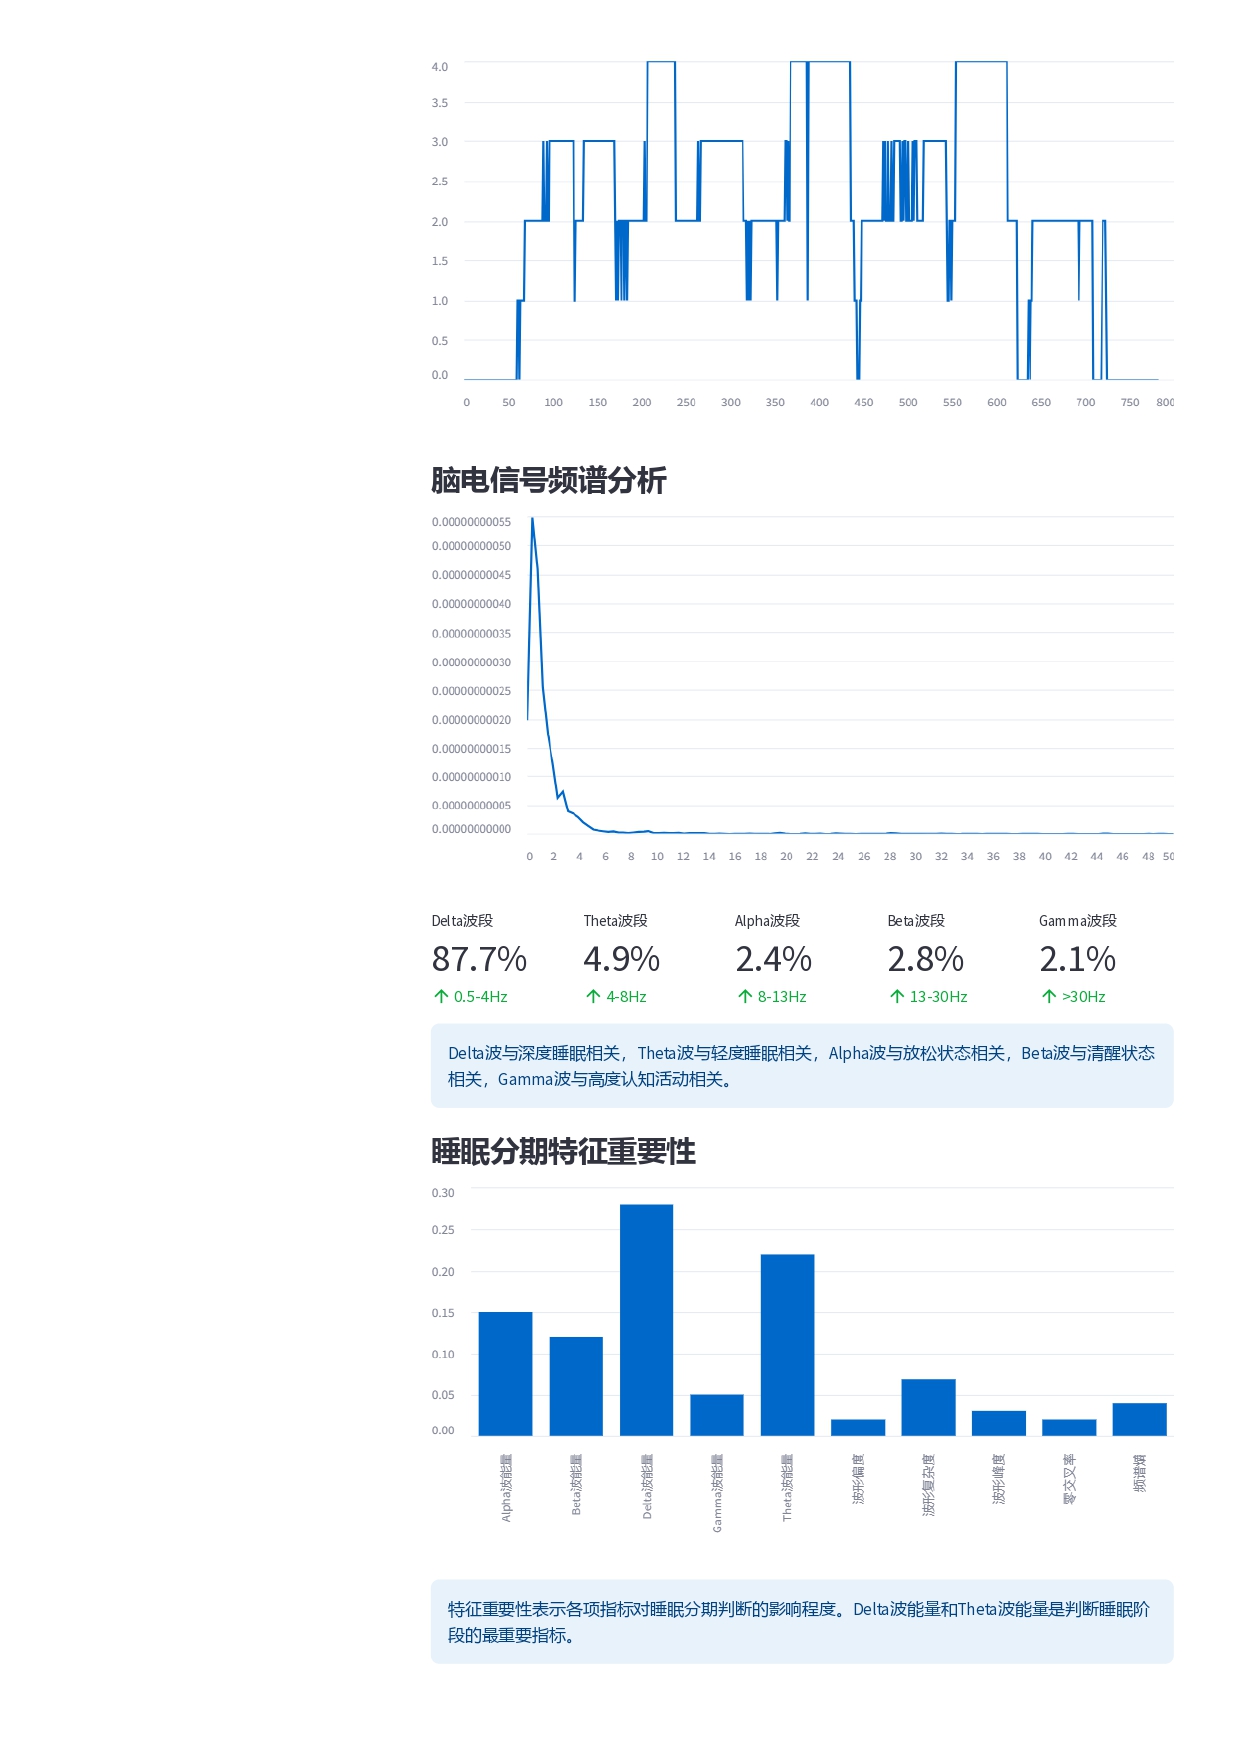 4.0
3.5
3.0
2.5
2.0
1.5
1.0
0.5
0.0
0 50 100 150 200 250 300 350 400 450 500 550 600 650 700 750 800
脑电信号频谱分析
0.00000000055
0.00000000050
0.00000000045
0.00000000040
0.00000000035
0.00000000030
0.00000000025
0.00000000020
0.00000000015
0.00000000010
0.00000000005
0.00000000000
0 2 4 6 8 10 12 14 16 18 20 22 24 26 28 30 32 34 36 38 40 42 44 46 48 50
Delta波段 Theta波段 Alpha波段 Beta波段 Gamma波段
87.7% 4.9% 2.4% 2.8% 2.1%
↑ 0.5-4Hz ↑ 4-8Hz ↑ 8-13Hz ↑ 13-30Hz ↑ >30Hz
Delta波与深度睡眠相关，Theta波与轻度睡眠相关，Alpha波与放松状态相关，Beta波与清醒状态
相关，Gamma波与高度认知活动相关。
睡眠分期特征重要性
0.30
0.25
0.20
0.15
0.10
0.05
0.00
Alpha波能量 Beta波能量 Delta波能量 Gamma波能量 Theta波能量 波形偏度 波形复杂度 波形峰度 零交叉率 频谱熵
特征重要性表示各项指标对睡眠分期判断的影响程度。Delta波能量和Theta波能量是判断睡眠阶
段的最重要指标。